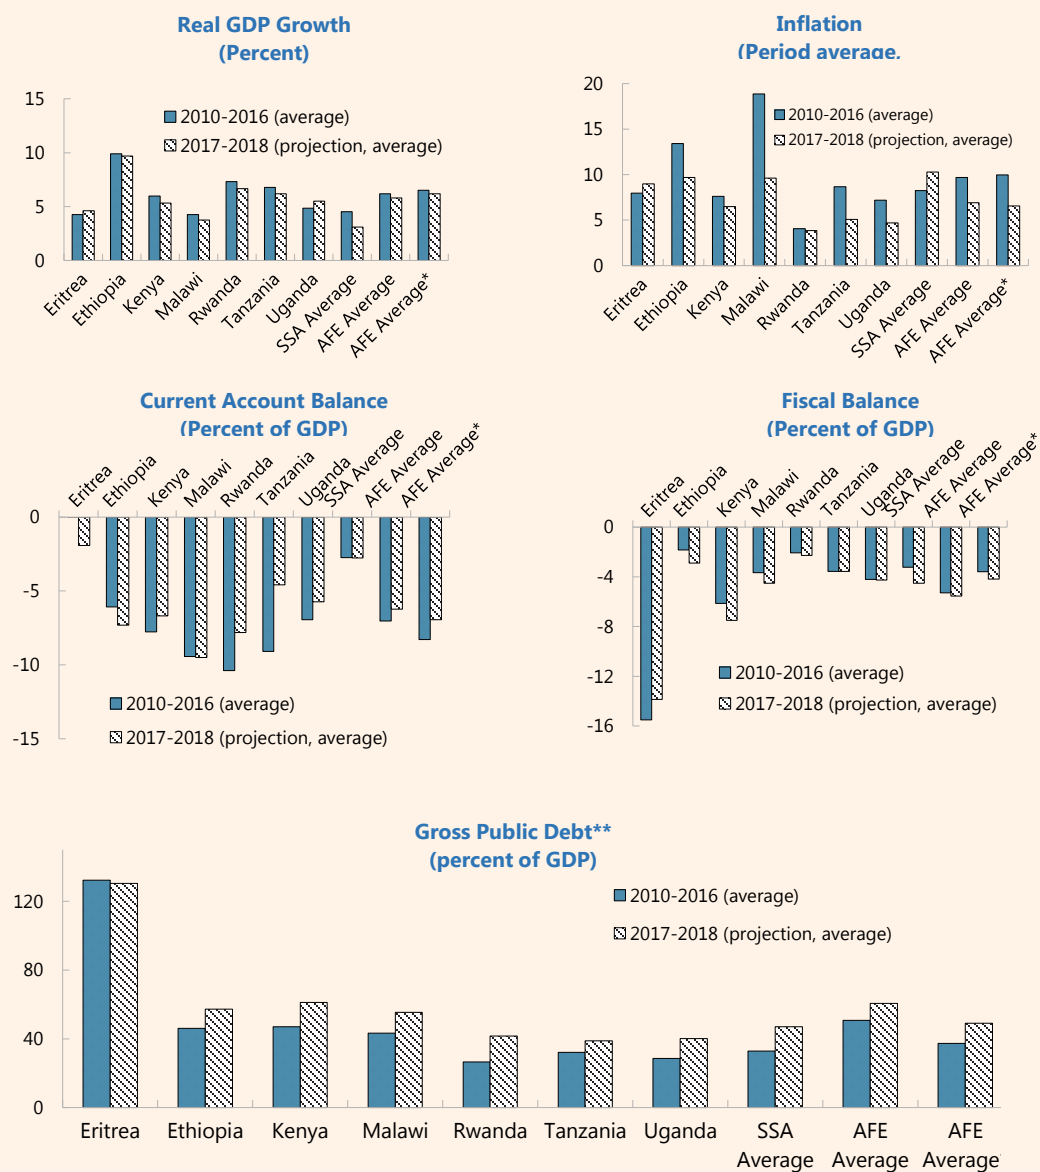 Real GDP Growth
(Percent)
15
10
5
0
2010-2016 (average)
2017-2018 (projection, average)
Eritrea
Ethiopia
Kenya
Malawi
Rwanda
Tanzania
Uganda
SSA Average
AFE Average
AFE Average*
Inflation
(Period average,
20
15
10
5
0
2010-2016 (average)
2017-2018 (projection, average)
Eritrea
Ethiopia
Kenya
Malawi
Rwanda
Tanzania
Uganda
SSA Average
AFE Average
AFE Average*
Current Account Balance
(Percent of GDP)
Eritrea
Ethiopia
Kenya
Malawi
Rwanda
Tanzania
Uganda
SSA Average
AFE Average
AFE Average*
0
-5
-10
-15
2010-2016 (average)
2017-2018 (projection, average)
Fiscal Balance
(Percent of GDP)
Eritrea
Ethiopia
Kenya
Malawi
Rwanda
Tanzania
Uganda
SSA Average
AFE Average
AFE Average*
0
-4
-8
-12
-16
2010-2016 (average)
2017-2018 (projection, average)
Gross Public Debt**
(percent of GDP)
120
80
40
0
2010-2016 (average)
2017-2018 (projection, average)
Eritrea
Ethiopia
Kenya
Malawi
Rwanda
Tanzania
Uganda
SSA
Average
AFE
Average
AFE
Average